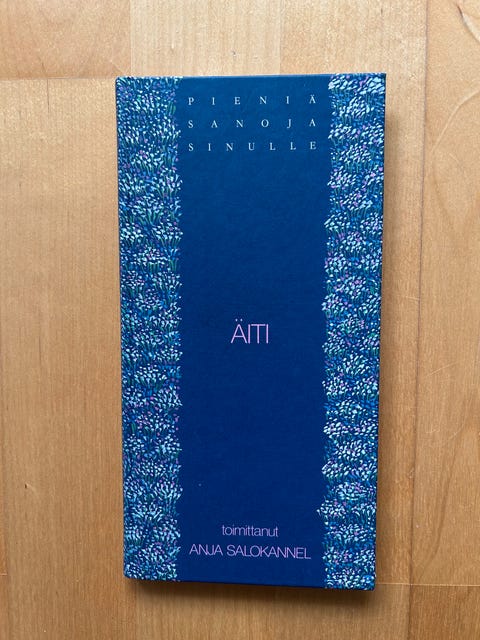 PIENIÄ
SANOJA
SINULLE
ÄITI
toimittanut
ANJA SALOKANNEL